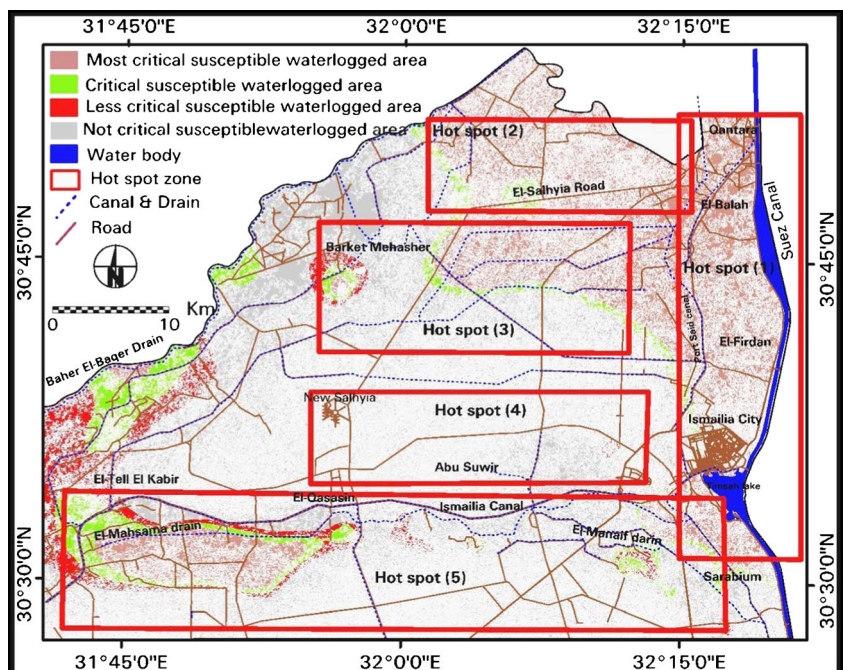 31°45'0"E
32°0'0"E
32°15'0"E
Most critical susceptible waterlogged area
Critical susceptible waterlogged area
Less critical susceptible waterlogged area
Not critical susceptiblewaterlogged area
Water body
Hot spot zone
Canal & Drain
Road
N
Km
0
10
30°45'0"N
30°45'0"N
Hot spot (2)
Qantara
El-Salhyia Road
El-Balah
Suez Canal
Barket Mehasher
Hot spot (1)
Hot spot (3)
Port Said canal
El-Firdan
Baher El-Baqer Drain
New Salhyia
Hot spot (4)
Ismailia City
Abu Suwir
El-Tell El Kabir
El-Qasasin
Ismailia Canal
Timsah lake
El-Mahsama drain
El-Manaif darin
Hot spot (5)
Sarabium
30°30'0"N
30°30'0"N
31°45'0"E
32°0'0"E
32°15'0"E